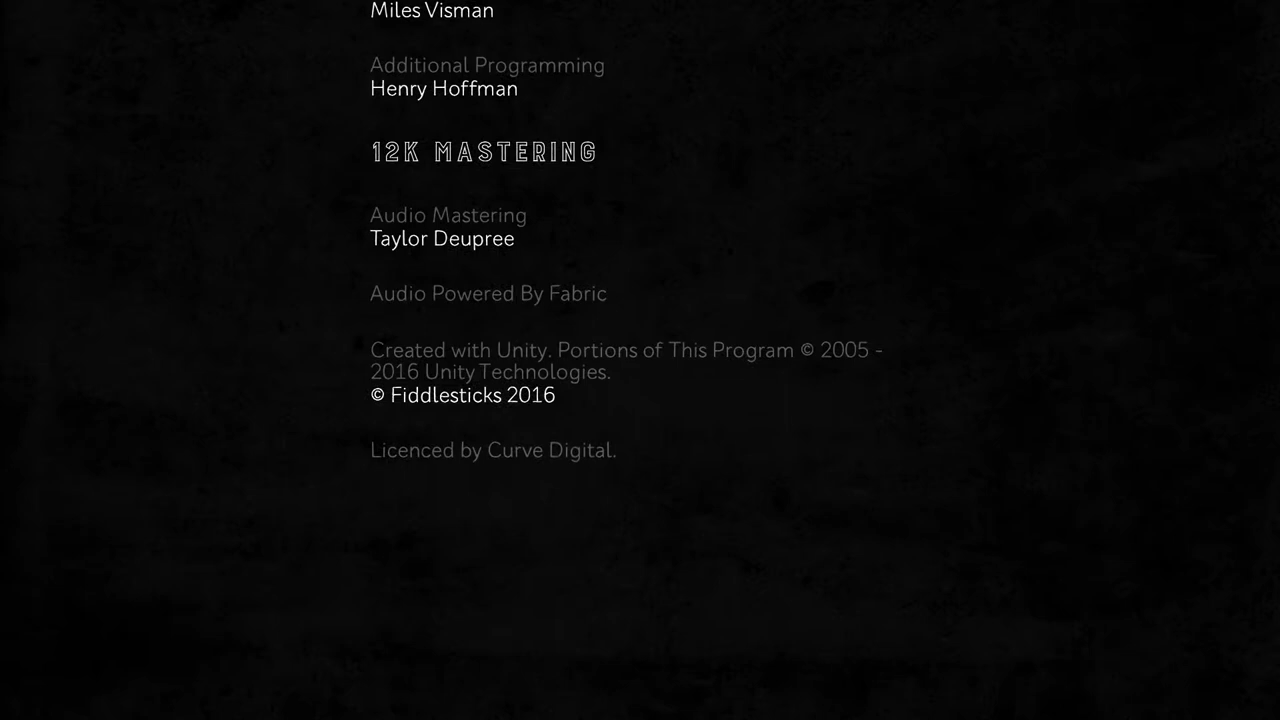 Miles Visman
Additional Programming
Henry Hoffman
12K MASTERING
Audio Mastering
Taylor Deupree
Audio Powered By Fabric
Created with Unity. Portions of This Program © 2005 -
2016 Unity Technologies.
© Fiddlesticks 2016
Licenced by Curve Digital.